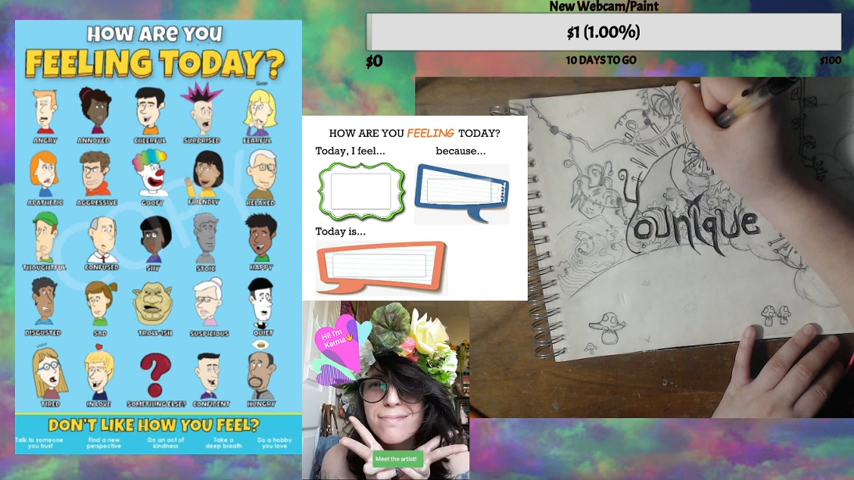 HOW ARE YOU
FEELING TODAY?
ANGRY
ANNOYED
CHEERFUL
SURPRISED
FEARFUL
APATHETIC
AGGRESSIVE
GOOFY
FRIENDLY
RELAXED
THOUGHTFUL
CONFUSED
SHY
STOIC
HAPPY
DISGUSTED
SAD
TROLL-ISH
SUSPICIOUS
QUIET
TIRED
IN LOVE
SOMETHING ELSE?
CONFIDENT
HUNGRY
COPY
DON'T LIKE HOW YOU FEEL?
Talk to someone
you trust
Find a new
perspective
Do an act of
kindness
Take a
deep breath
Do a hobby
you love
HOW ARE YOU FEELING TODAY?
Today, I feel...
because...
Today is...
Hi! I'm
Karma
Meet the artist!
New Webcam/Paint
$1 (1.00%)
$0
10 DAYS TO GO
$100
Younique